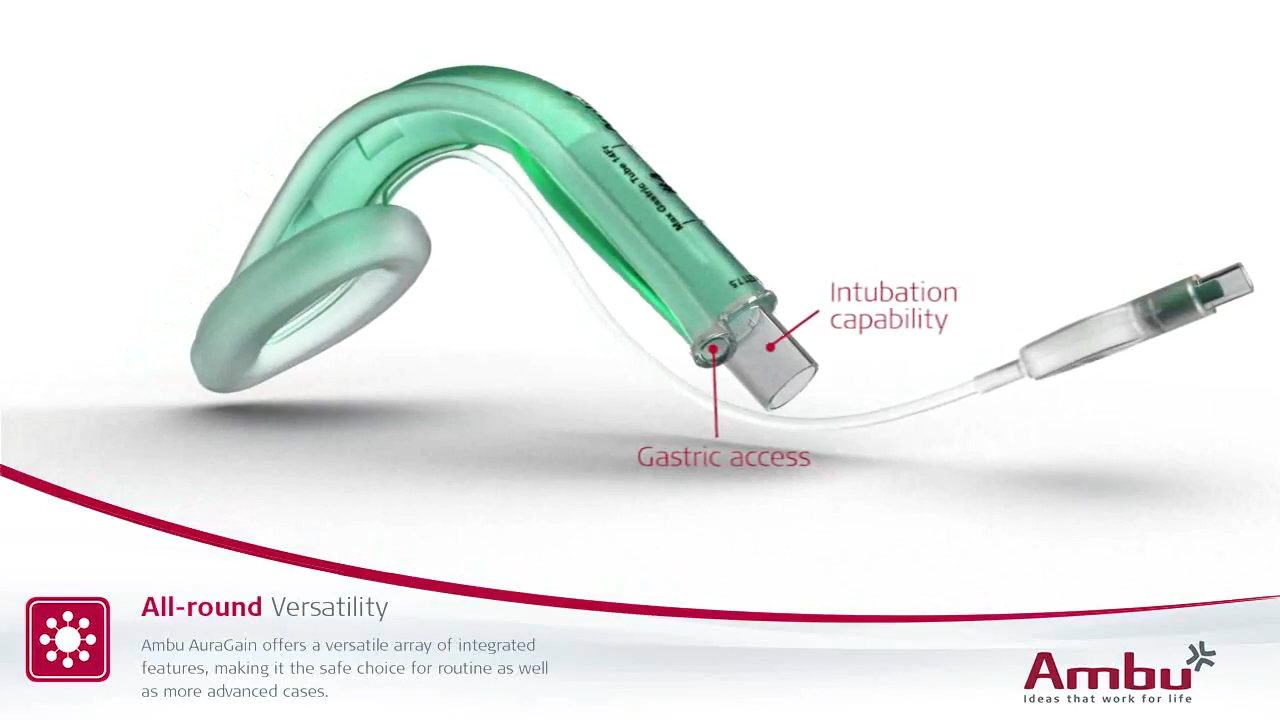 Max Gastric Tube 14Fr
Intubation
capability
Gastric access
All-round Versatility
Ambu AuraGain offers a versatile array of integrated
features, making it the safe choice for routine as well
as more advanced cases.
Ambu
Ideas that work for life